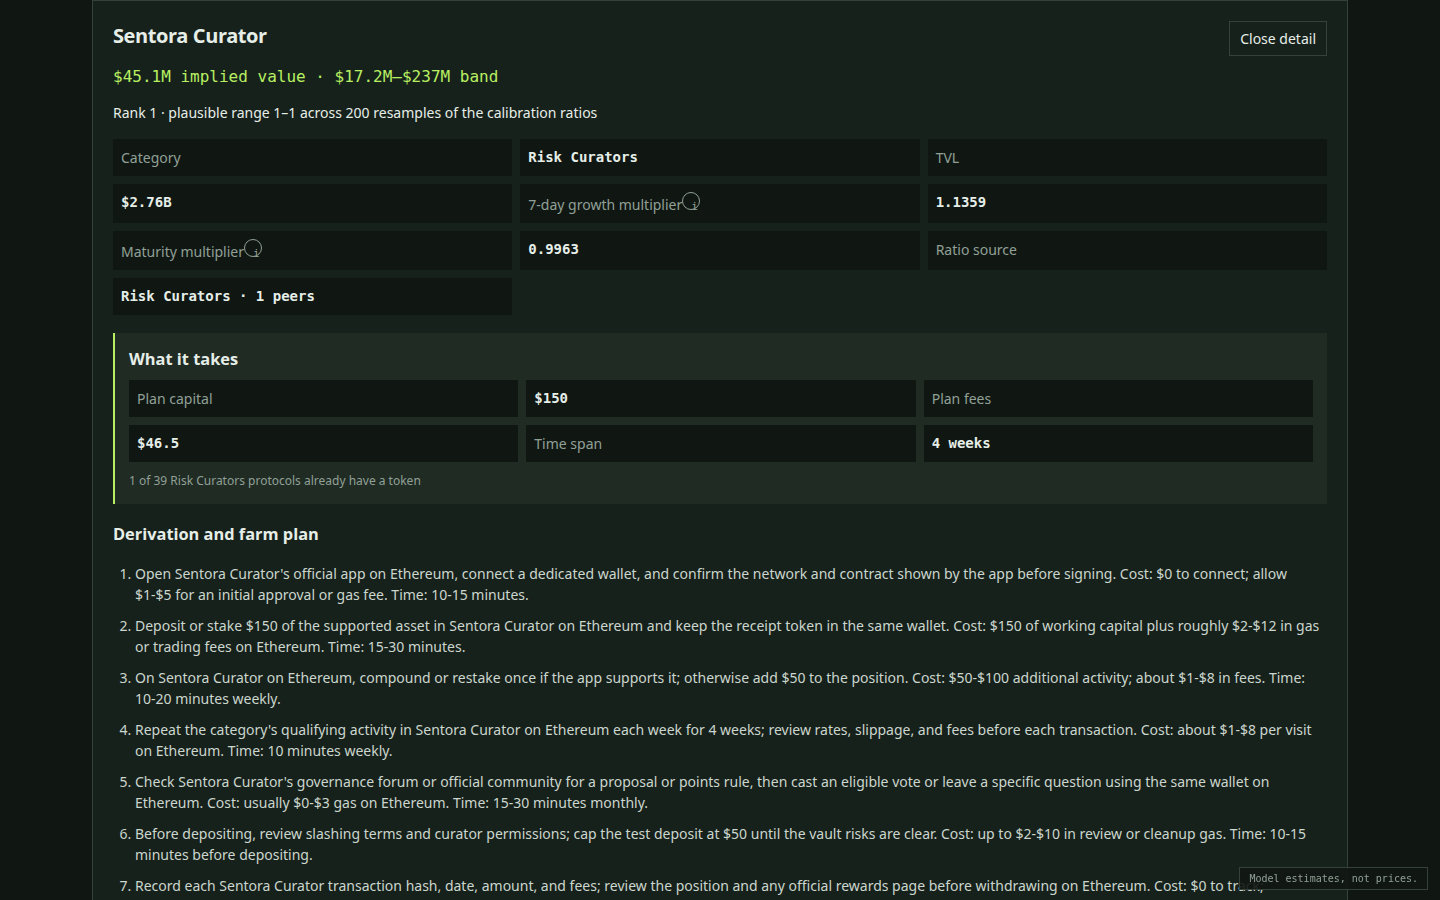 Sentora Curator
Close detail
$45.1M implied value · $17.2M–$237M band
Rank 1 · plausible range 1–1 across 200 resamples of the calibration ratios
Category
Risk Curators
TVL
$2.76B
7-day growth multiplier i
1.1359
Maturity multiplier i
0.9963
Ratio source
Risk Curators · 1 peers
What it takes
Plan capital
$150
Plan fees
$46.5
Time span
4 weeks
1 of 39 Risk Curators protocols already have a token
Derivation and farm plan
1. Open Sentora Curator's official app on Ethereum, connect a dedicated wallet, and confirm the network and contract shown by the app before signing. Cost: $0 to connect; allow
$1-$5 for an initial approval or gas fee. Time: 10-15 minutes.
2. Deposit or stake $150 of the supported asset in Sentora Curator on Ethereum and keep the receipt token in the same wallet. Cost: $150 of working capital plus roughly $2-$12 in gas
or trading fees on Ethereum. Time: 15-30 minutes.
3. On Sentora Curator on Ethereum, compound or restake once if the app supports it; otherwise add $50 to the position. Cost: $50-$100 additional activity; about $1-$8 in fees. Time:
10-20 minutes weekly.
4. Repeat the category's qualifying activity in Sentora Curator on Ethereum each week for 4 weeks; review rates, slippage, and fees before each transaction. Cost: about $1-$8 per visit
on Ethereum. Time: 10 minutes weekly.
5. Check Sentora Curator's governance forum or official community for a proposal or points rule, then cast an eligible vote or leave a specific question using the same wallet on
Ethereum. Cost: usually $0-$3 gas on Ethereum. Time: 15-30 minutes monthly.
6. Before depositing, review slashing terms and curator permissions; cap the test deposit at $50 until the vault risks are clear. Cost: up to $2-$10 in review or cleanup gas. Time: 10-15
minutes before depositing.
7. Record each Sentora Curator transaction hash, date, amount, and fees; review the position and any official rewards page before withdrawing on Ethereum. Cost: $0 to
Model estimates, not prices.